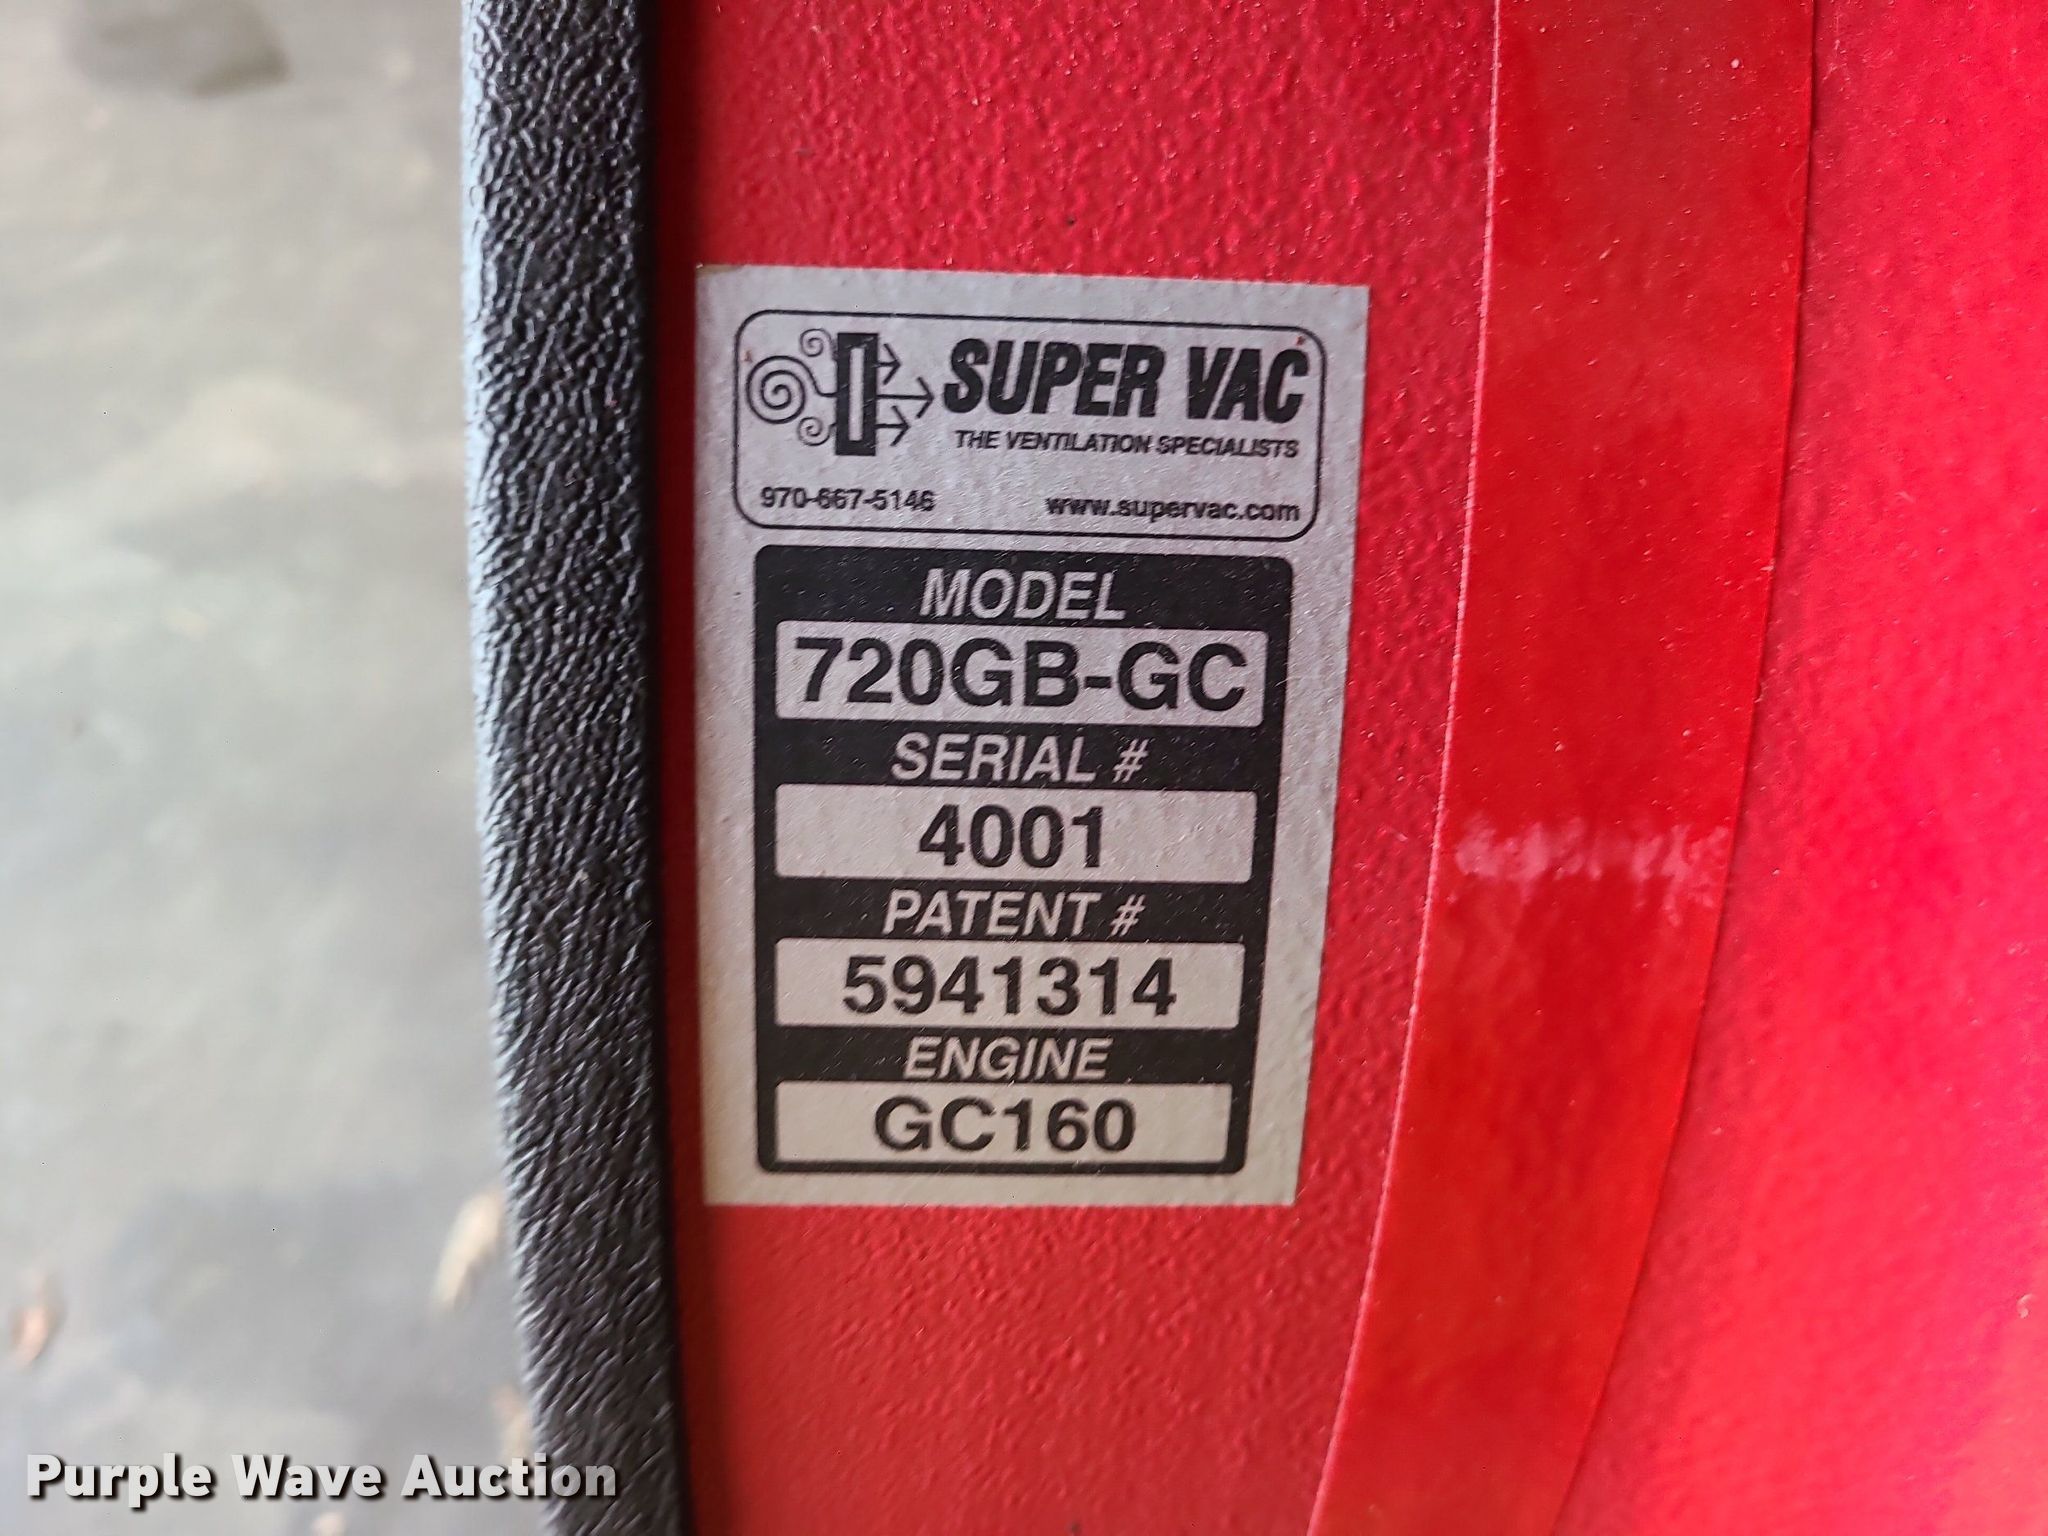 SUPER VAC
THE VENTILATION SPECIALISTS
970-667-5146 www.supervac.com
MODEL
720GB-GC
SERIAL #
4001
PATENT #
5941314
ENGINE
GC160
Purple Wave Auction